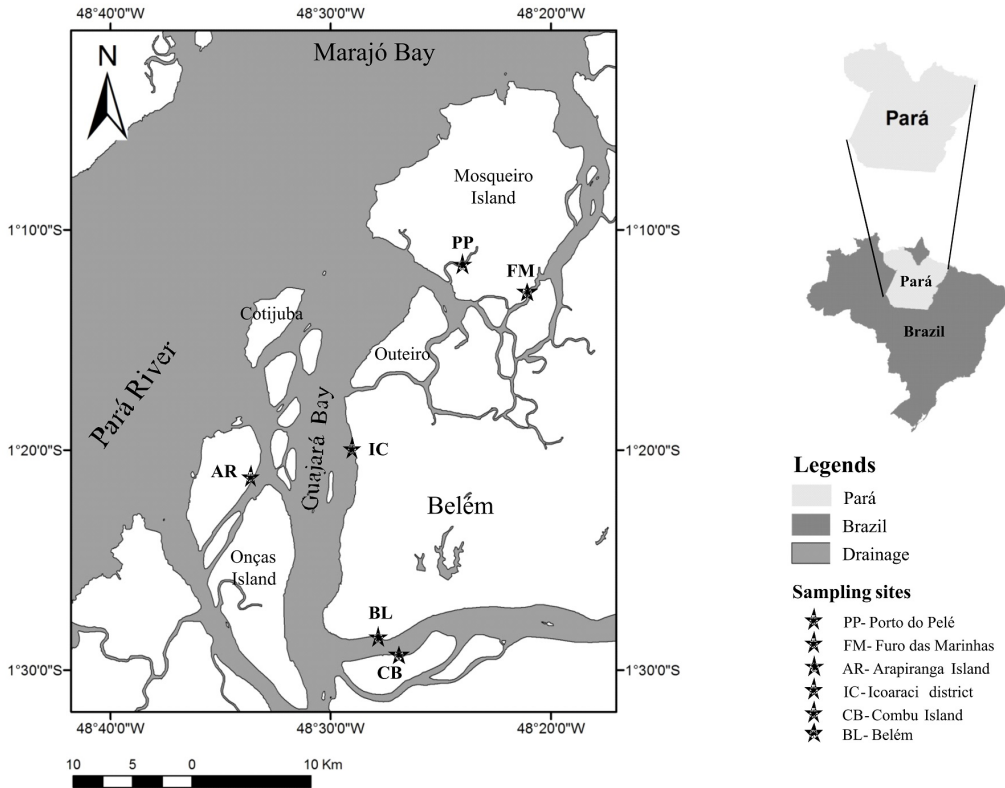 48°40'0"W 48°30'0"W 48°20'0"W
Marajó Bay
N
Pará
Mosqueiro
Island
1°10'0"S 1°10'0"S
PP
FM
Pará
Cotijuba
Brazil
Outeiro
Pará River
Guajará Bay
1°20'0"S 1°20'0"S
IC
AR
Belém
Onças
Island
BL
CB
1°30'0"S 1°30'0"S
48°40'0"W 48°30'0"W 48°20'0"W
10 5 0 10 Km
Legends
Pará
Brazil
Drainage
Sampling sites
PP- Porto do Pelé
FM- Furo das Marinhas
AR- Arapiranga Island
IC- Icoaraci district
CB- Combu Island
BL- Belém